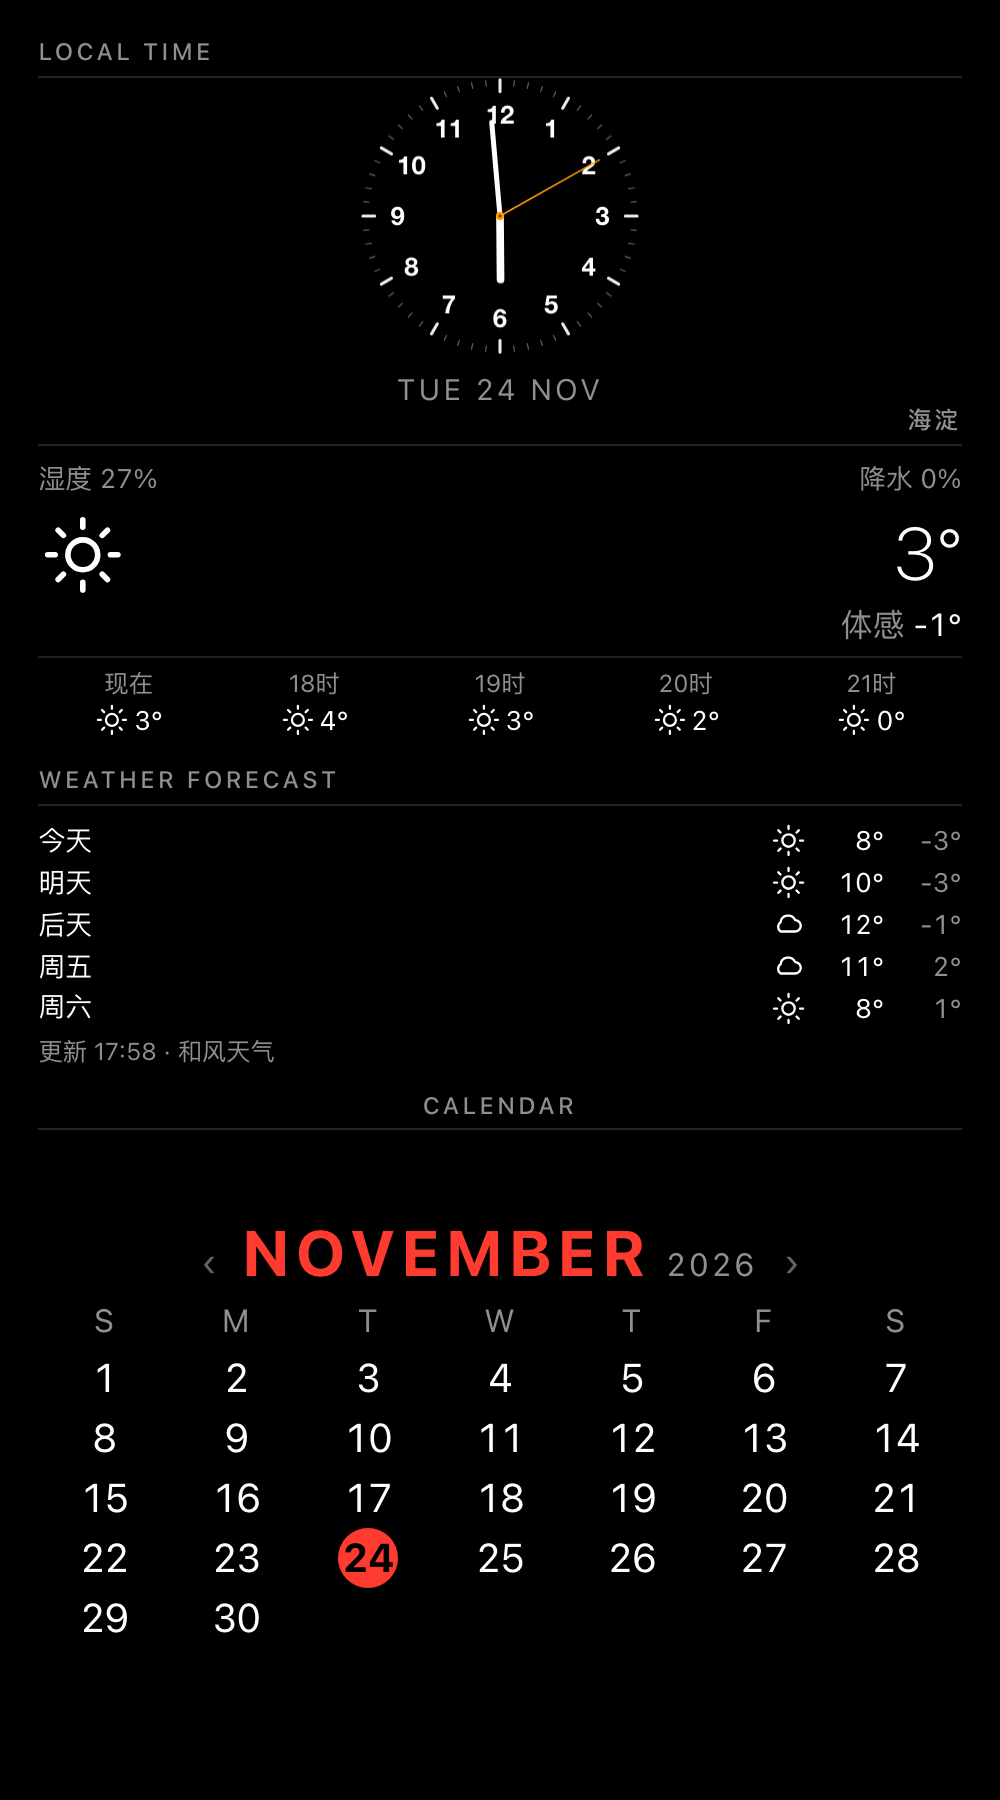 LOCAL TIME
12
11 1
10 2
9 3
8 4
7 5
6
TUE 24 NOV
海淀
湿度 27% 降水 0%
3°
体感 -1°
现在 18时 19时 20时 21时
3° 4° 3° 2° 0°
WEATHER FORECAST
今天 8° -3°
明天 10° -3°
后天 12° -1°
周五 11° 2°
周六 8° 1°
更新 17:58 · 和风天气
CALENDAR
‹ NOVEMBER 2026 ›
S M T W T F S
1 2 3 4 5 6 7
8 9 10 11 12 13 14
15 16 17 18 19 20 21
22 23 24 25 26 27 28
29 30